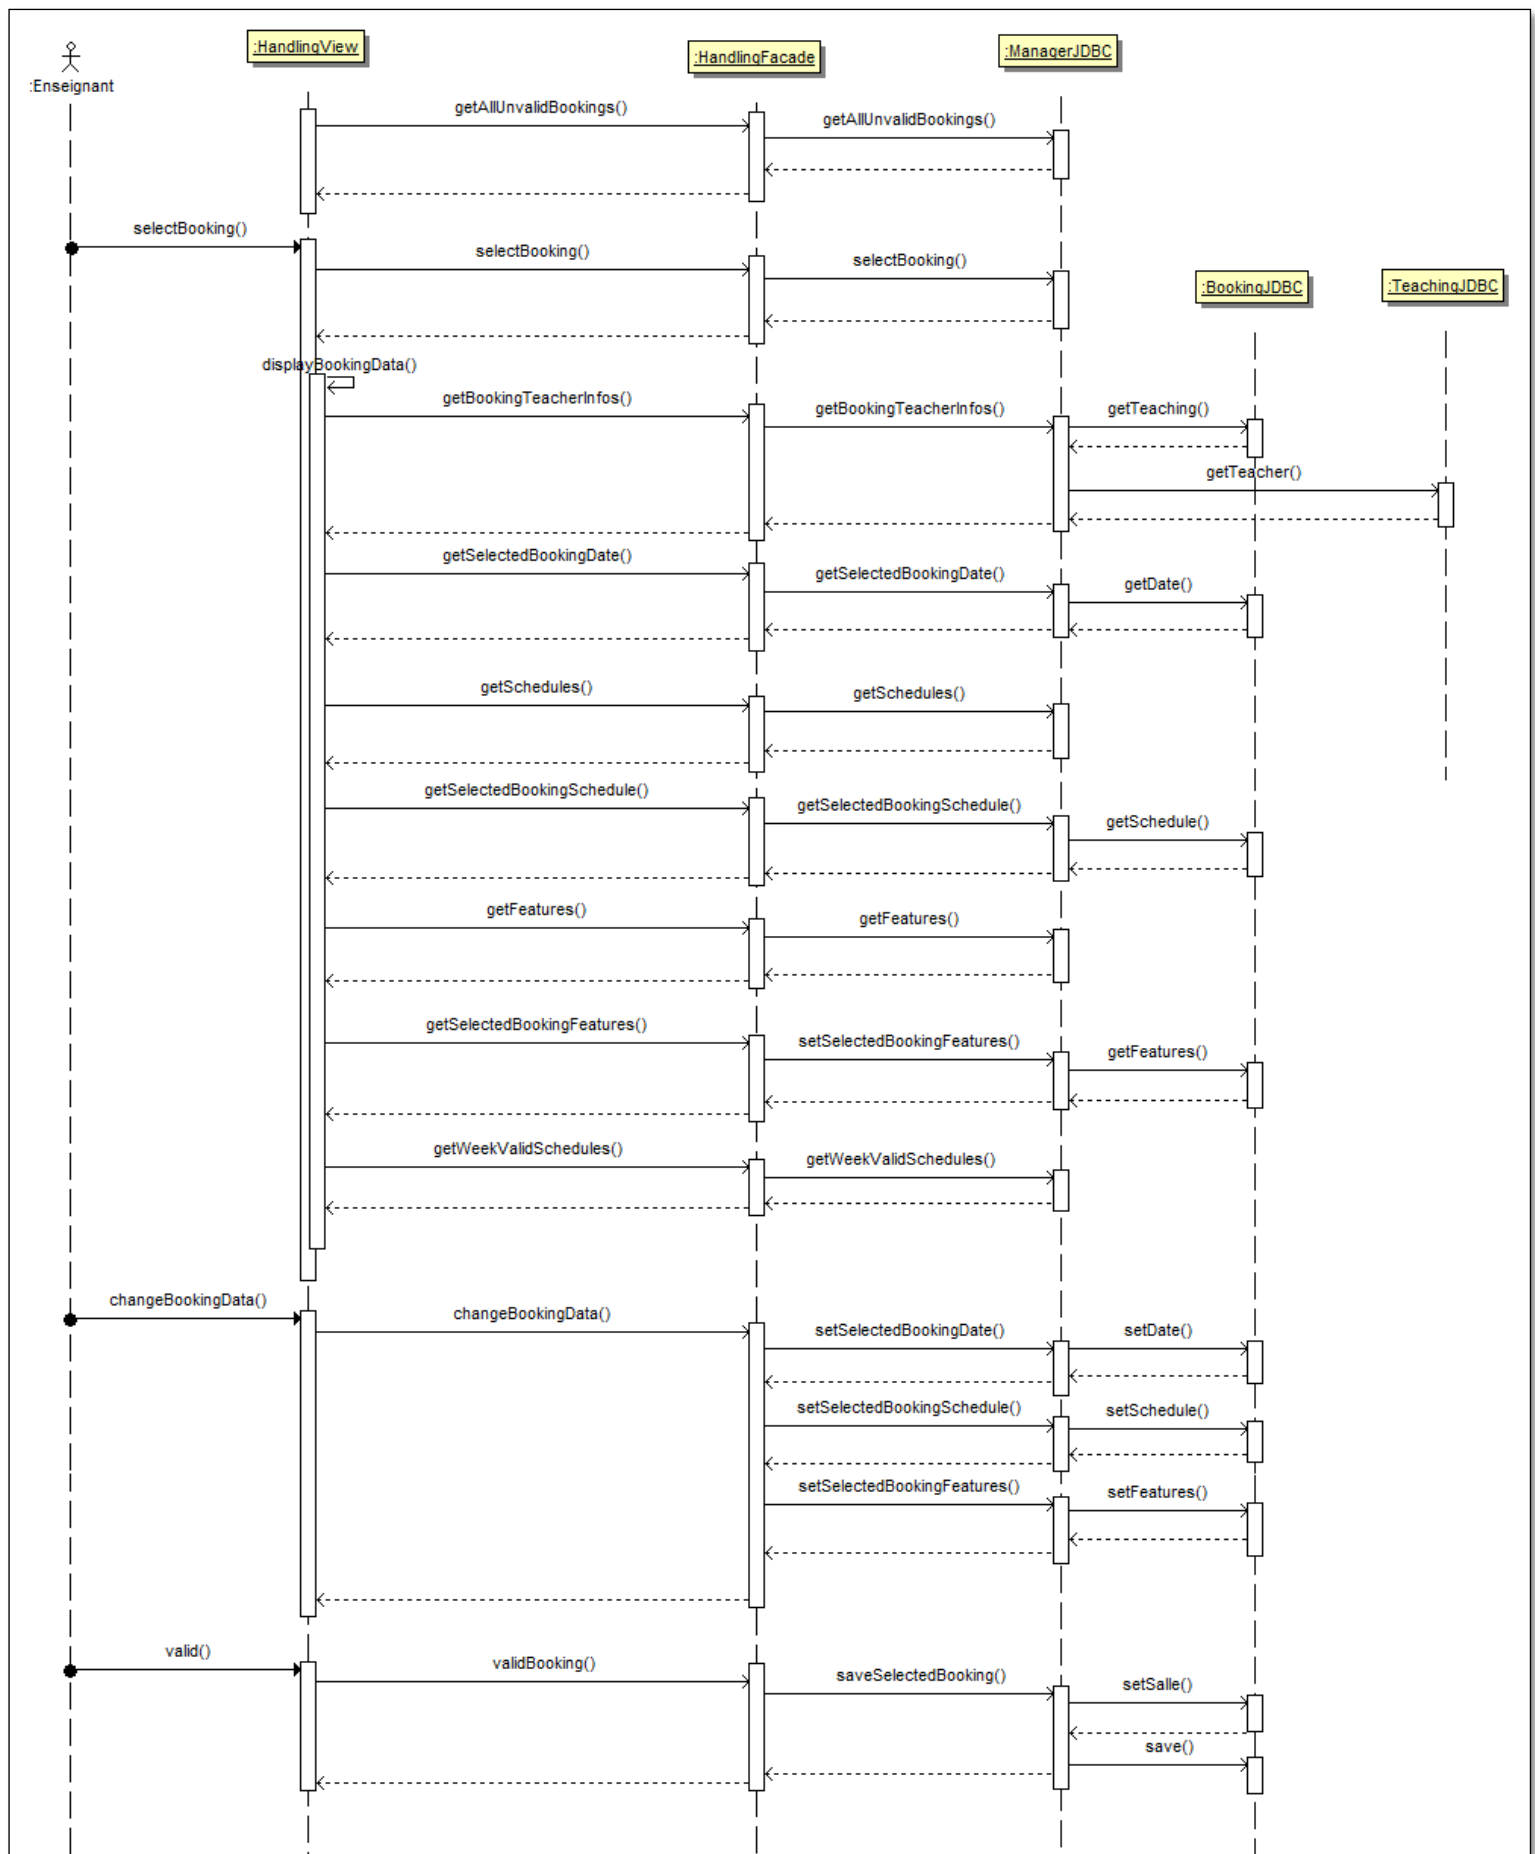 :HandlingView
:HandlingFacade
:ManagerJDBC
:Enseignant
getAllUnvalidBookings()
getAllUnvalidBookings()
selectBooking()
selectBooking()
selectBooking()
:BookingJDBC
:TeachingJDBC
displayBookingData()
getBookingTeacherInfos()
getBookingTeacherInfos()
getTeaching()
getTeacher()
getSelectedBookingDate()
getSelectedBookingDate()
getDate()
getSchedules()
getSchedules()
getSelectedBookingSchedule()
getSelectedBookingSchedule()
getSchedule()
getFeatures()
getFeatures()
getSelectedBookingFeatures()
setSelectedBookingFeatures()
getFeatures()
getWeekValidSchedules()
getWeekValidSchedules()
changeBookingData()
changeBookingData()
setSelectedBookingDate()
setDate()
setSelectedBookingSchedule()
setSchedule()
setSelectedBookingFeatures()
setFeatures()
valid()
validBooking()
saveSelectedBooking()
setSalle()
save()